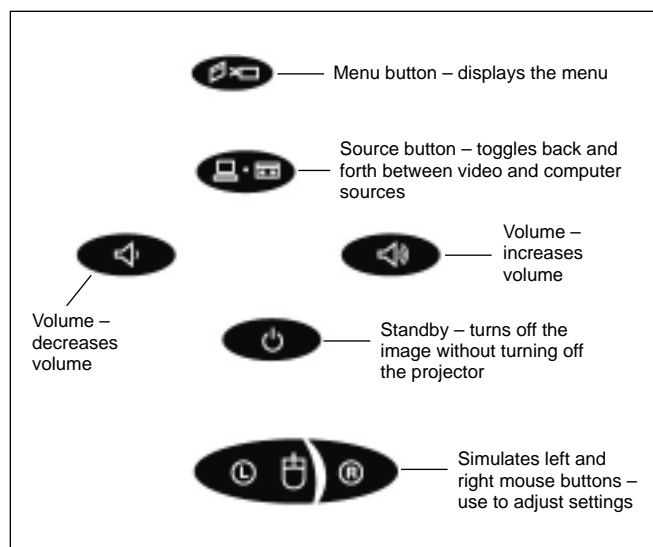 Menu button – displays the menu
Source button – toggles back and
forth between video and computer
sources
Volume –
increases
volume
Volume –
decreases
volume
Standby – turns off the
image without turning off
the projector
L
R
Simulates left and
right mouse buttons –
use to adjust settings